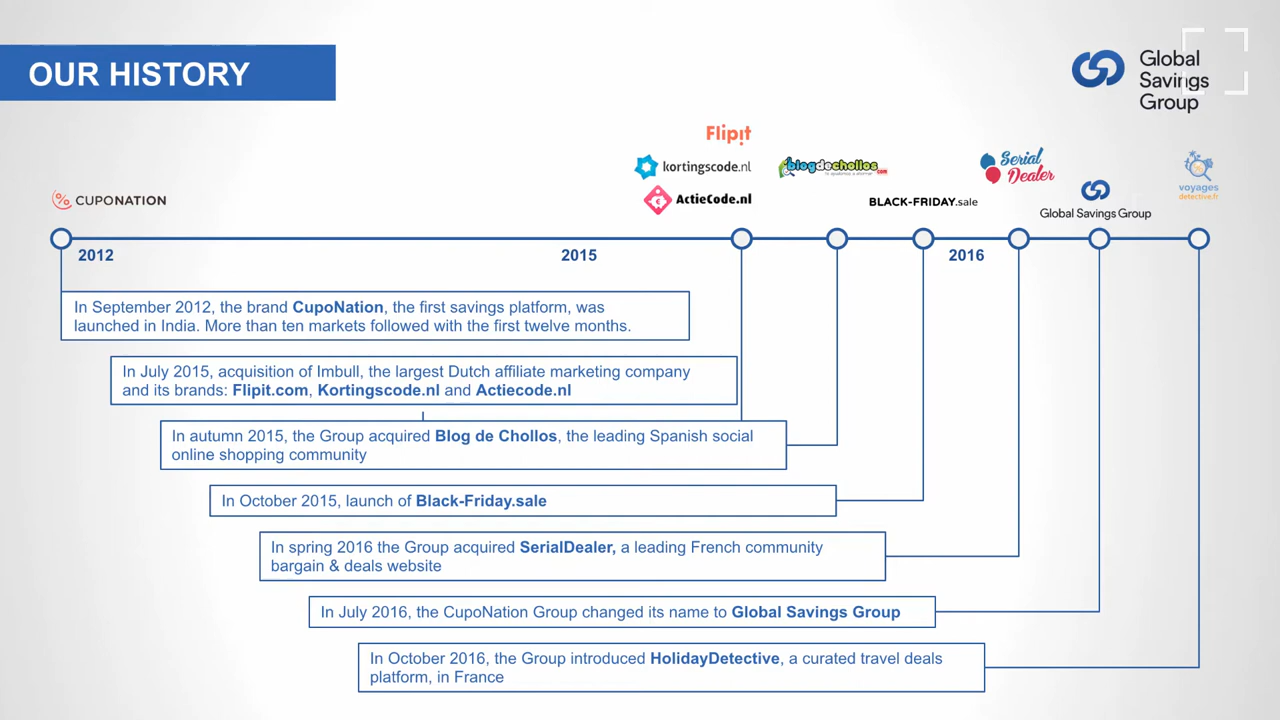 OUR HISTORY
Global
Savings
Group
Flipit
kortingscode.nl
blogdechollos
.com
Serial
Dealer
CUPONATION
ActieCode.nl
BLACK-FRIDAY.sale
Global Savings Group
voyages
detective.fr
2012
2015
2016
In September 2012, the brand CupoNation, the first savings platform, was
launched in India. More than ten markets followed with the first twelve months.
In July 2015, acquisition of Imbull, the largest Dutch affiliate marketing company
and its brands: Flipit.com, Kortingscode.nl and Actiecode.nl
In autumn 2015, the Group acquired Blog de Chollos, the leading Spanish social
online shopping community
In October 2015, launch of Black-Friday.sale
In spring 2016 the Group acquired SerialDealer, a leading French community
bargain & deals website
In July 2016, the CupoNation Group changed its name to Global Savings Group
In October 2016, the Group introduced HolidayDetective, a curated travel deals
platform, in France